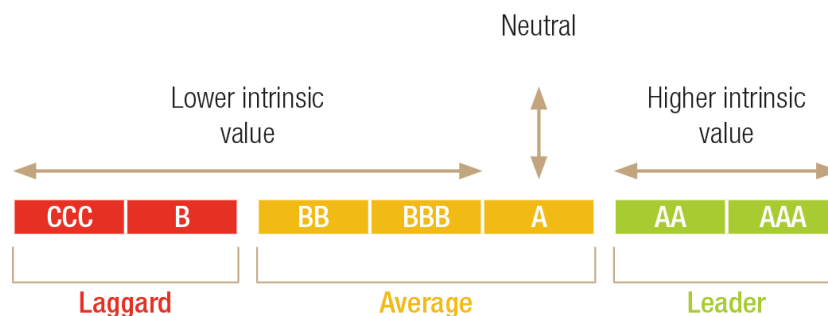 Neutral
Lower intrinsic
value
Higher intrinsic
value
CCC B BB BBB A AA AAA
Laggard Average Leader